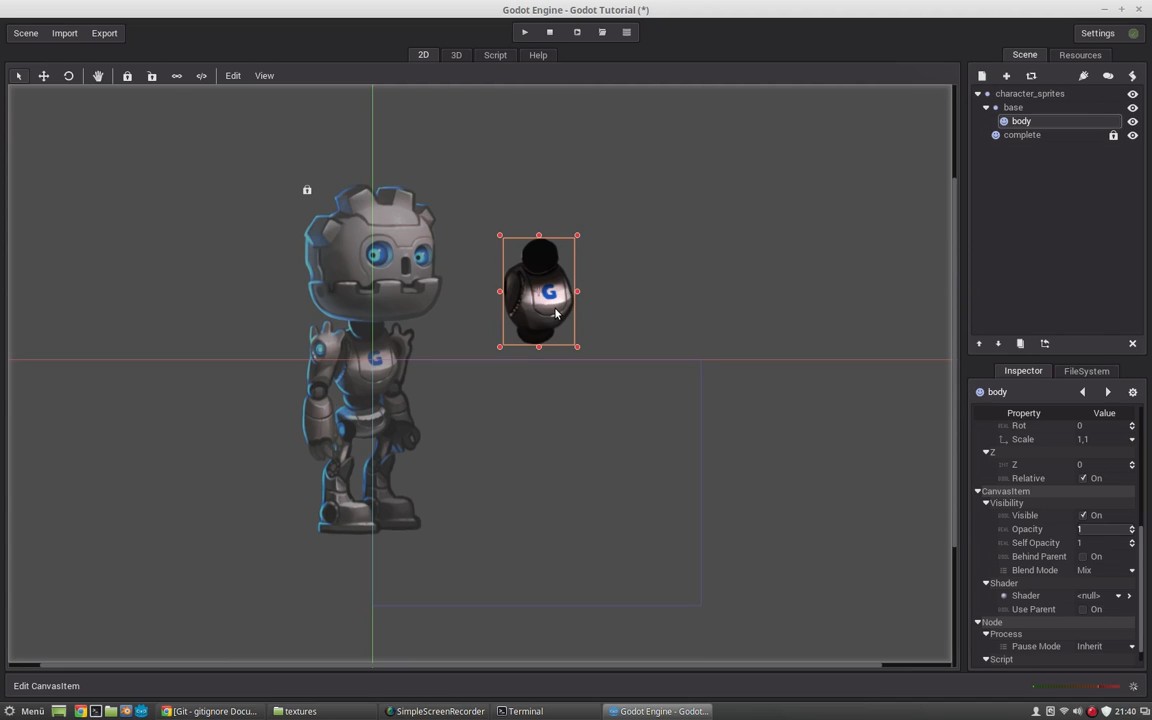 Godot Engine - Godot Tutorial (*)
Scene Import Export
Settings
2D 3D Script Help
Scene Resources
Edit View
character_sprites
base
body
complete
G
G
Inspector FileSystem
body
Property Value
Rot 0
Scale 1,1
Z
Z 0
Relative On
CanvasItem
Visibility
Visible On
Opacity 1
Self Opacity 1
Behind Parent On
Blend Mode Mix
Shader
Shader <null>
Use Parent On
Node
Process
Pause Mode Inherit
Script
Edit CanvasItem
Menü [Git - gitignore Docu... textures SimpleScreenRecorder Terminal Godot Engine - Godot... 21:40